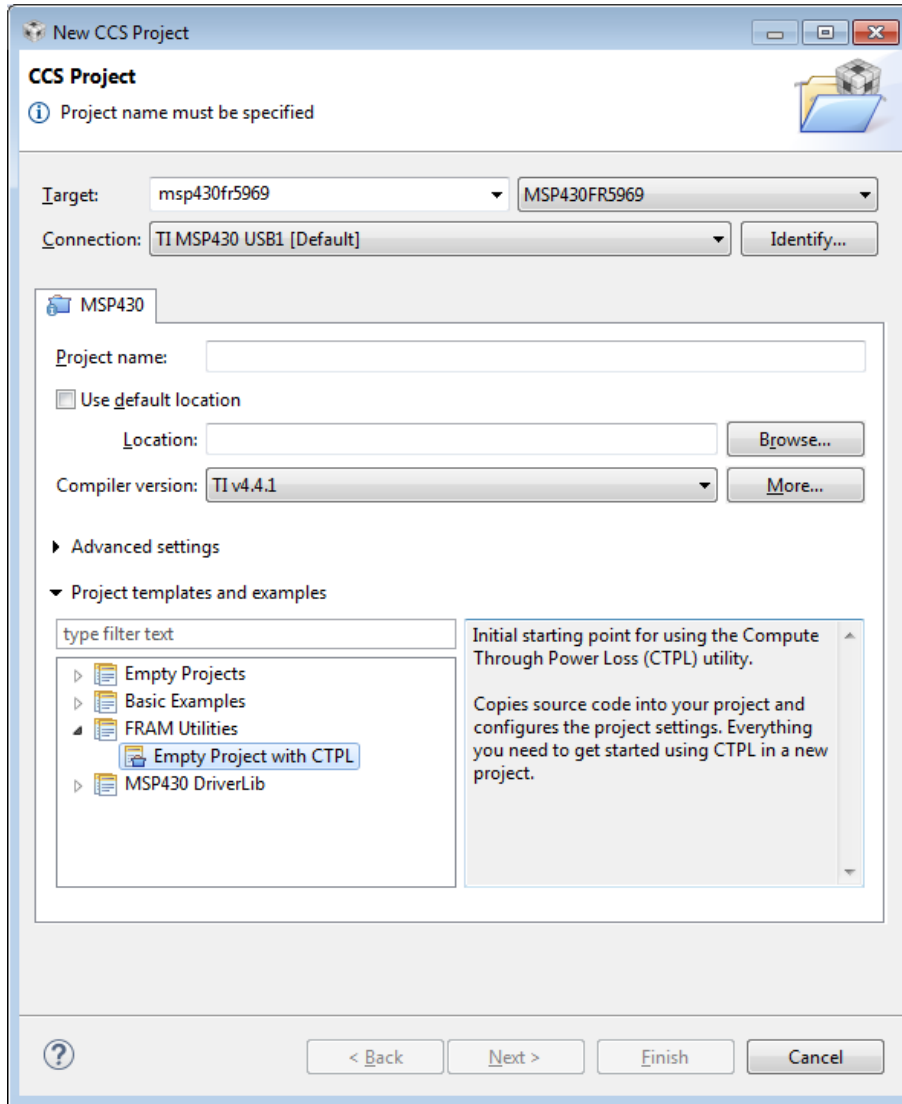 New CCS Project
CCS Project
Project name must be specified
Target: msp430fr5969 MSP430FR5969
Connection: TI MSP430 USB1 [Default] Identify...
MSP430
Project name:
Use default location
Location: Browse...
Compiler version: TI v4.4.1 More...
Advanced settings
Project templates and examples
type filter text
Empty Projects
Basic Examples
FRAM Utilities
Empty Project with CTPL
MSP430 DriverLib
Initial starting point for using the Compute
Through Power Loss (CTPL) utility.
Copies source code into your project and
configures the project settings. Everything
you need to get started using CTPL in a new
project.
< Back Next > Finish Cancel